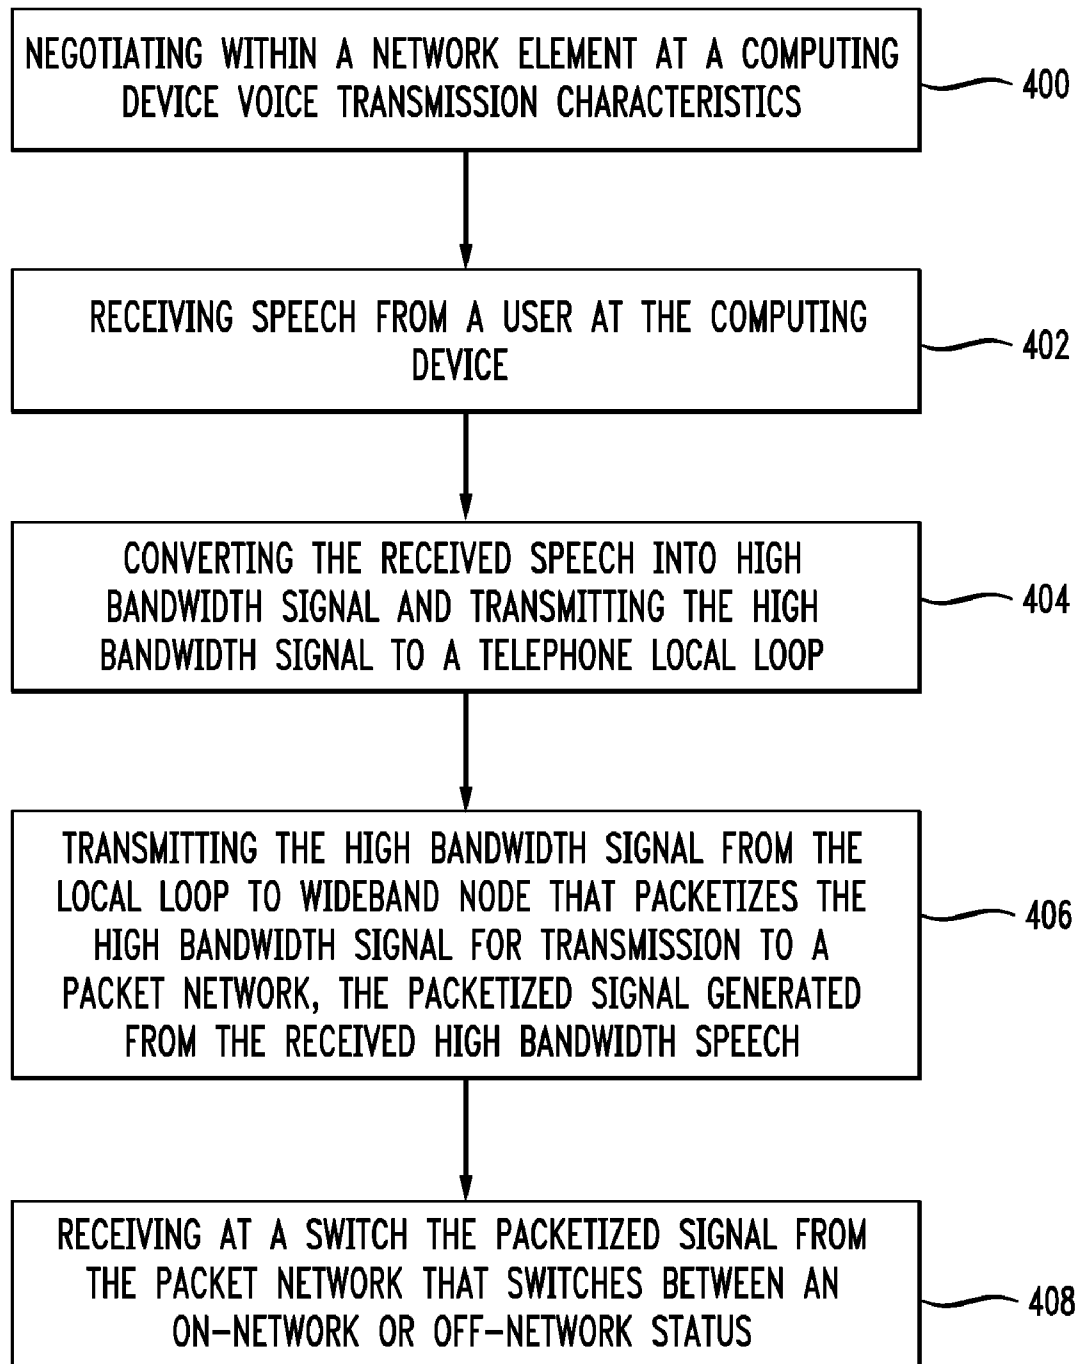 NEGOTIATING WITHIN A NETWORK ELEMENT AT A COMPUTING
DEVICE VOICE TRANSMISSION CHARACTERISTICS
400
RECEIVING SPEECH FROM A USER AT THE COMPUTING
DEVICE
402
CONVERTING THE RECEIVED SPEECH INTO HIGH
BANDWIDTH SIGNAL AND TRANSMITTING THE HIGH
BANDWIDTH SIGNAL TO A TELEPHONE LOCAL LOOP
404
TRANSMITTING THE HIGH BANDWIDTH SIGNAL FROM THE
LOCAL LOOP TO WIDEBAND NODE THAT PACKETIZES THE
HIGH BANDWIDTH SIGNAL FOR TRANSMISSION TO A
PACKET NETWORK, THE PACKETIZED SIGNAL GENERATED
FROM THE RECEIVED HIGH BANDWIDTH SPEECH
406
RECEIVING AT A SWITCH THE PACKETIZED SIGNAL FROM
THE PACKET NETWORK THAT SWITCHES BETWEEN AN
ON-NETWORK OR OFF-NETWORK STATUS
408